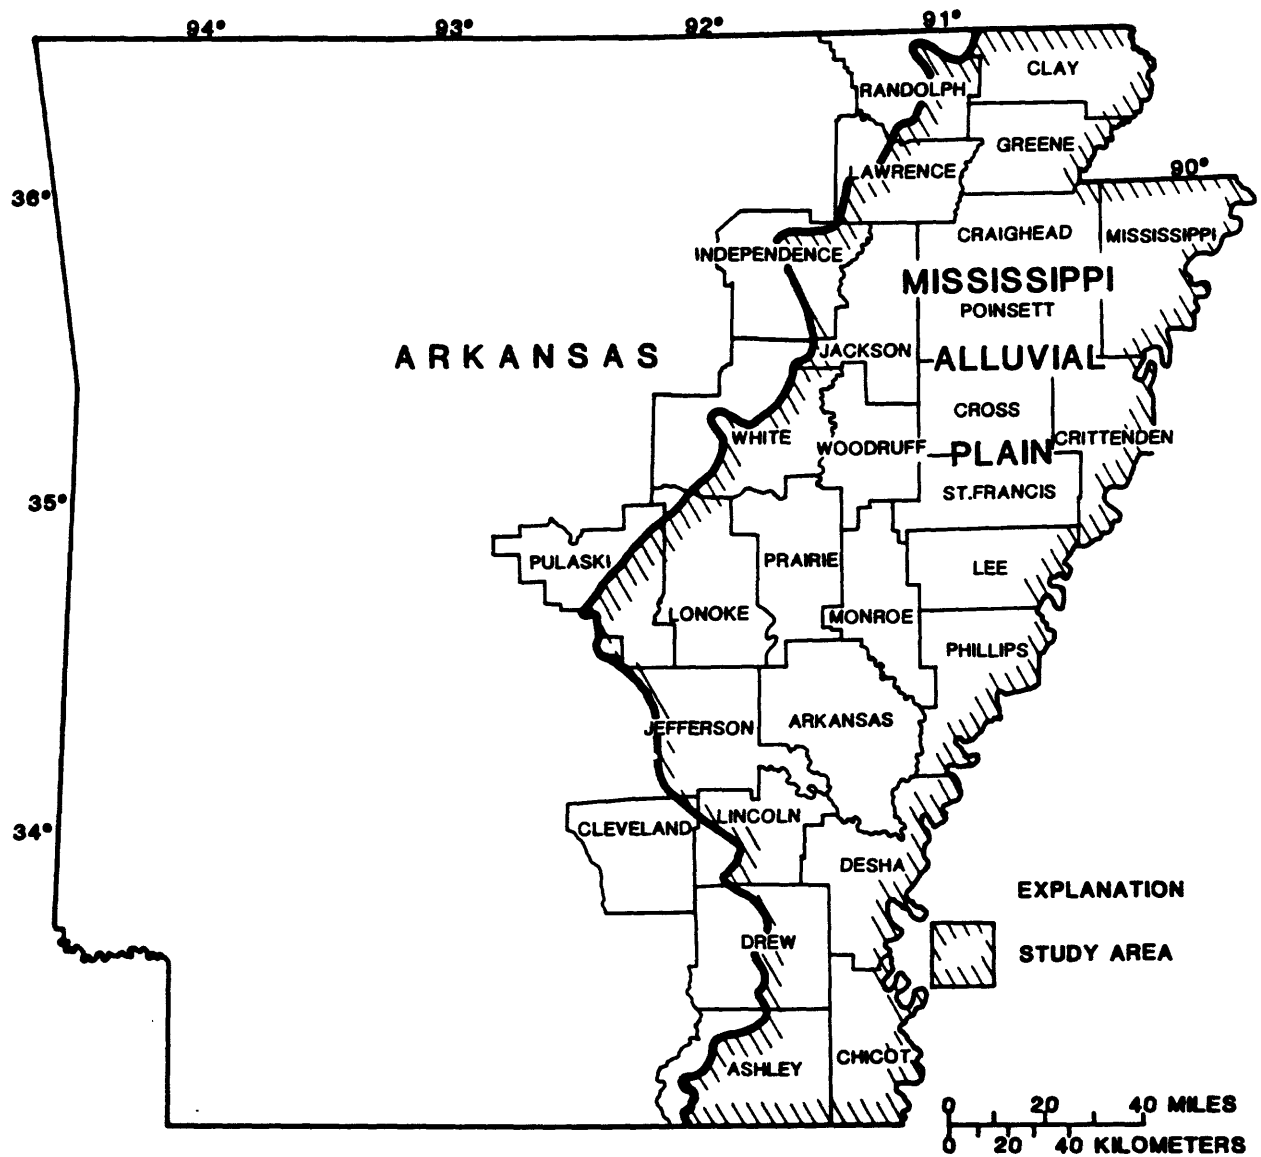 94° 93° 92° 91°
CLAY
RANDOLPH
GREENE
LAWRENCE
90°
36°
CRAIGHEAD
MISSISSIPPI
INDEPENDENCE
MISSISSIPPI
POINSETT
JACKSON
ARKANSAS
ALLUVIAL
CROSS
WHITE
WOODRUFF
CRITTENDEN
PLAIN
ST.FRANCIS
35°
PULASKI
PRAIRIE
LEE
LONOKE
MONROE
PHILLIPS
JEFFERSON
ARKANSAS
LINCOLN
CLEVELAND
34°
DESHA
EXPLANATION
DREW
STUDY AREA
CHICOT
ASHLEY
0 20 40 MILES
0 20 40 KILOMETERS